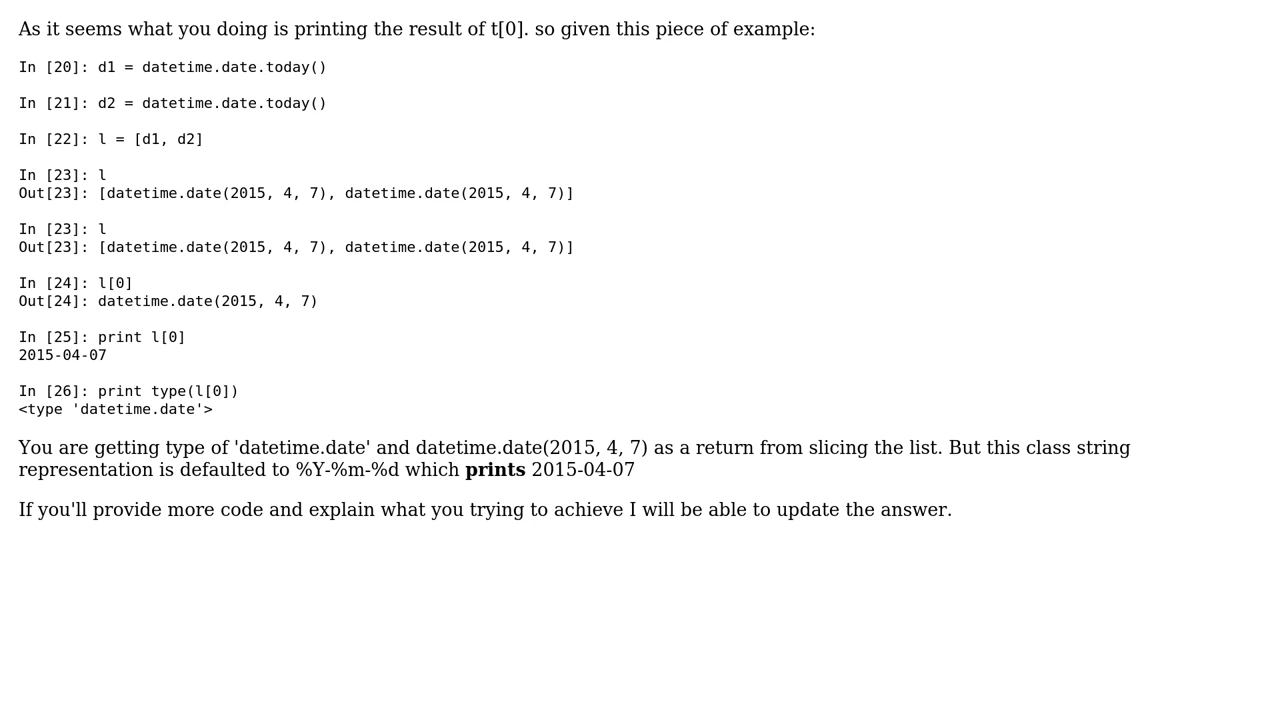 As it seems what you doing is printing the result of t[0]. so given this piece of example:
In [20]: d1 = datetime.date.today()
In [21]: d2 = datetime.date.today()
In [22]: l = [d1, d2]
In [23]: l
Out[23]: [datetime.date(2015, 4, 7), datetime.date(2015, 4, 7)]
In [23]: l
Out[23]: [datetime.date(2015, 4, 7), datetime.date(2015, 4, 7)]
In [24]: l[0]
Out[24]: datetime.date(2015, 4, 7)
In [25]: print l[0]
2015-04-07
In [26]: print type(l[0])
<type 'datetime.date'>
You are getting type of 'datetime.date' and datetime.date(2015, 4, 7) as a return from slicing the list. But this class string
representation is defaulted to %Y-%m-%d which prints 2015-04-07
If you'll provide more code and explain what you trying to achieve I will be able to update the answer.